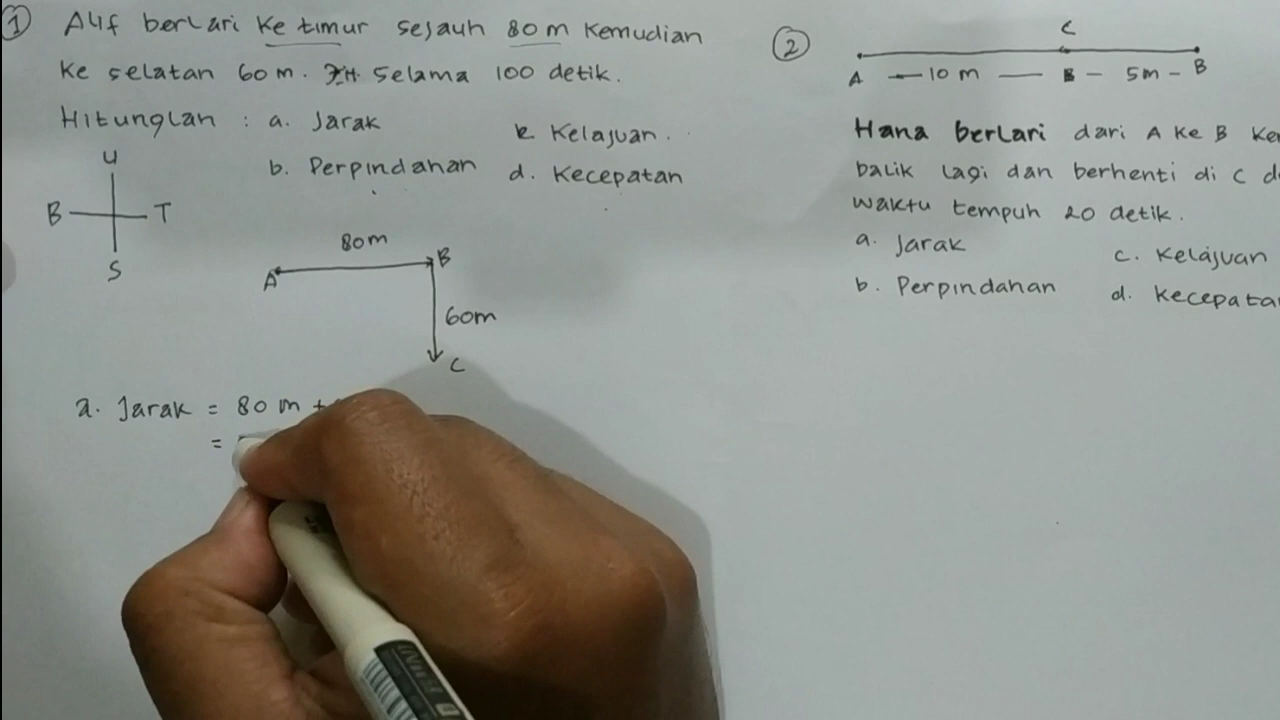 1 Alif berlari ke timur sejauh 80 m kemudian
ke selatan 60 m. selama 100 detik.
Hitunglan : a. Jarak
b. Perpindahan
Kelajuan.
d. Kecepatan
U
B T
S
80m
A B
60m
C
a. Jarak = 80 m +
=
2
C
A 10 m B 5m B
Hana berlari dari A ke B
balik lagi dan berhenti di C
waktu tempuh 20 detik.
a. Jarak
b. Perpindahan
c. Kelajuan
d.